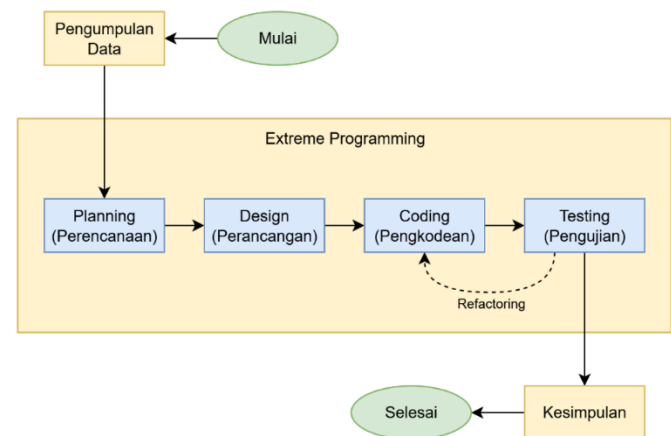 Pengumpulan
Data
Mulai
Extreme Programming
Planning
(Perencanaan)
Design
(Perancangan)
Coding
(Pengkodean)
Testing
(Pengujian)
Refactoring
Selesai
Kesimpulan